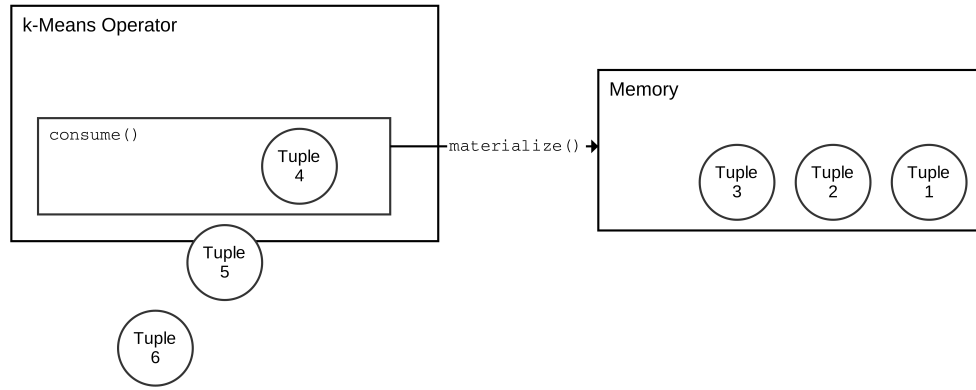 k-Means Operator
consume()
Tuple
4
materialize()
Memory
Tuple
3
Tuple
2
Tuple
1
Tuple
5
Tuple
6